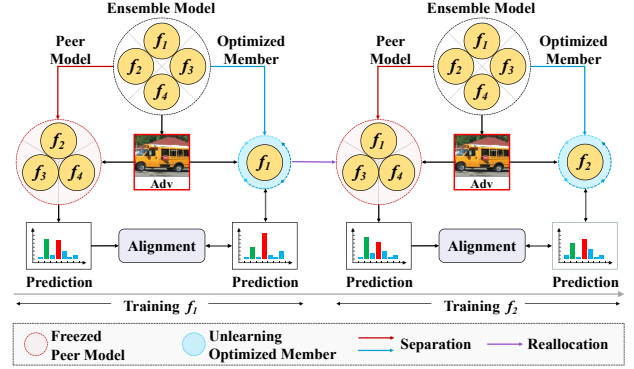 Ensemble Model
Ensemble Model
Peer
Model
Optimized
Member
Peer
Model
Optimized
Member
f1
f2
f3
f4
f1
f2
f3
f4
f2
f3
f4
Adv
f1
f1
f3
f4
Adv
f2
Alignment
Alignment
Prediction
Prediction
Prediction
Prediction
Training f1
Training f2
Freezed
Peer Model
Unlearning
Optimized Member
Separation
Reallocation